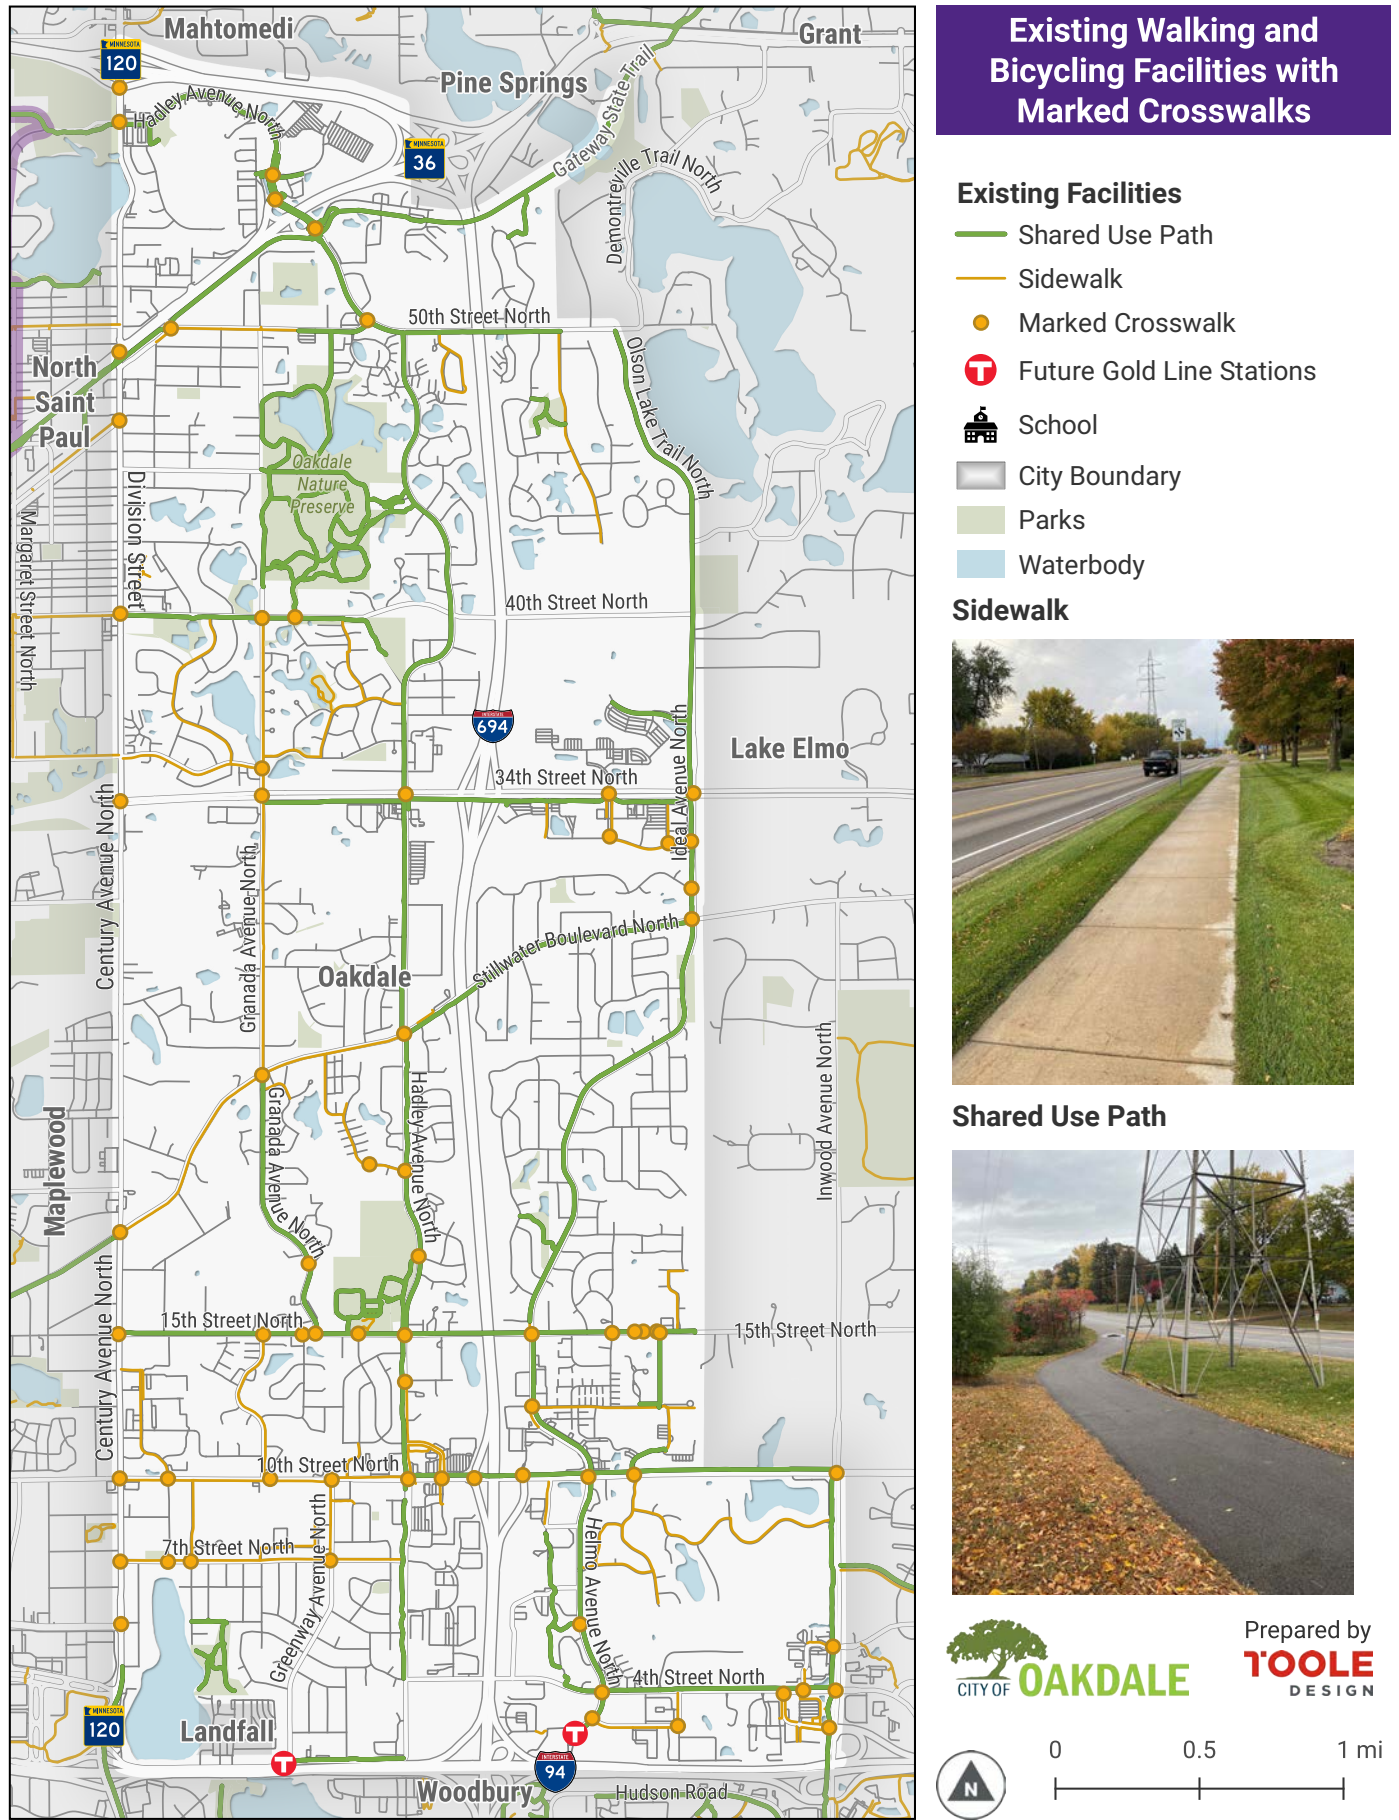 Existing Walking and
Bicycling Facilities with
Marked Crosswalks
Existing Facilities
Shared Use Path
Sidewalk
Marked Crosswalk
Future Gold Line Stations
School
City Boundary
Parks
Waterbody
Sidewalk
Shared Use Path
CITY OF OAKDALE
Prepared by
TOOLE
DESIGN
0 0.5 1 mi
N
Mahtomedi
Grant
MINNESOTA
120
Pine Springs
Hadley Avenue North
MINNESOTA
36
Gateway State Trail
Demontreville Trail North
50th Street North
North
Saint
Paul
Olson Lake Trail North
Oakdale
Nature
Preserve
Division Street
Margaret Street North
40th Street North
INTERSTATE
694
Lake Elmo
34th Street North
Ideal Avenue North
Century Avenue North
Granada Avenue North
Stillwater Boulevard North
Oakdale
Inwood Avenue North
Maplewood
Granada Avenue North
Hadley Avenue North
Century Avenue North
15th Street North
15th Street North
10th Street North
7th Street North
Greenway Avenue North
Helmo Avenue North
4th Street North
MINNESOTA
120
Landfall
T
T
INTERSTATE
94
Woodbury
Hudson Road